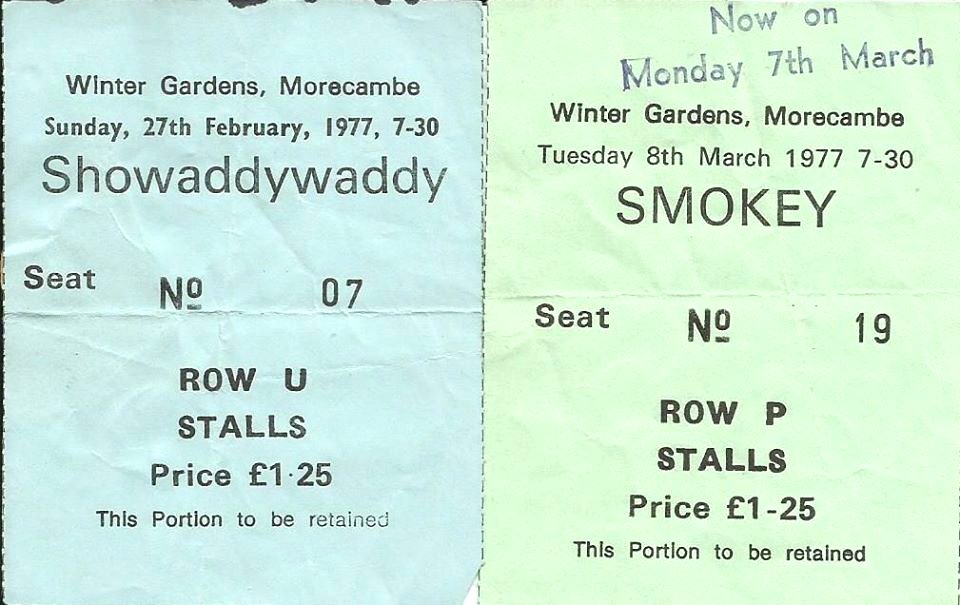 Winter Gardens, Morecambe
Sunday, 27th February, 1977, 7-30
Showaddywaddy
Seat Nº 07
ROW U
STALLS
Price £1·25
This Portion to be retained
Now on
Monday 7th March
Winter Gardens, Morecambe
Tuesday 8th March 1977 7-30
SMOKEY
Seat Nº 19
ROW P
STALLS
Price £1-25
This Portion to be retained